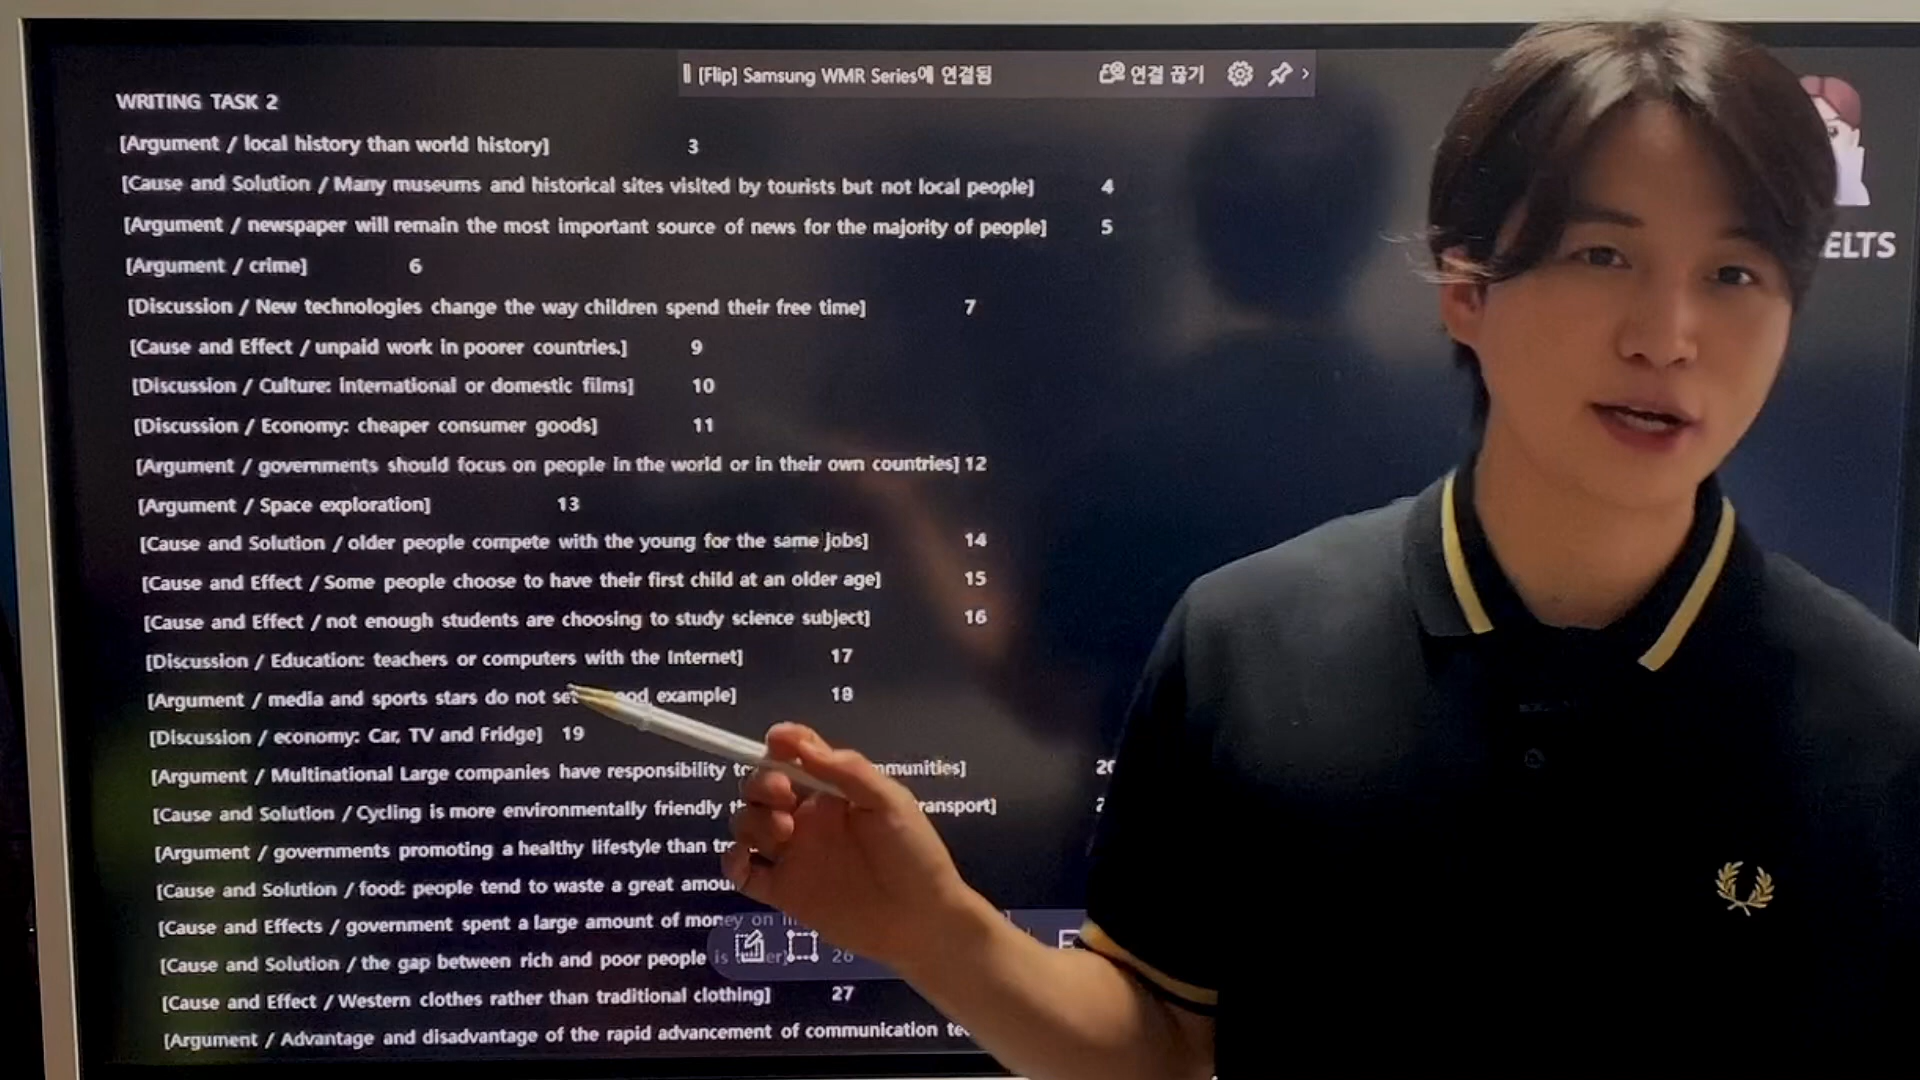 [Flip] Samsung WMR Series에 연결됨 연결 끊기
WRITING TASK 2
[Argument / local history than world history] 3
[Cause and Solution / Many museums and historical sites visited by tourists but not local people] 4
[Argument / newspaper will remain the most important source of news for the majority of people] 5
ELTS
[Argument / crime] 6
[Discussion / New technologies change the way children spend their free time] 7
[Cause and Effect / unpaid work in poorer countries.] 9
[Discussion / Culture: international or domestic films] 10
[Discussion / Economy: cheaper consumer goods] 11
[Argument / governments should focus on people in the world or in their own countries] 12
[Argument / Space exploration] 13
[Cause and Solution / older people compete with the young for the same jobs] 14
[Cause and Effect / Some people choose to have their first child at an older age] 15
[Cause and Effect / not enough students are choosing to study science subject] 16
[Discussion / Education: teachers or computers with the Internet] 17
[Argument / media and sports stars do not set example] 18
[Discussion / economy: Car, TV and Fridge] 19
[Argument / Multinational Large companies have responsibility
[Cause and Solution / Cycling is more environmentally friendly
[Argument / governments promoting a healthy lifestyle than
[Cause and Solution / food: people tend to waste a great
[Cause and Effects / government spent a large amount of money on
[Cause and Solution / the gap between rich and poor people is 26
[Cause and Effect / Western clothes rather than traditional clothing] 27
[Argument / Advantage and disadvantage of the rapid advancement of communication